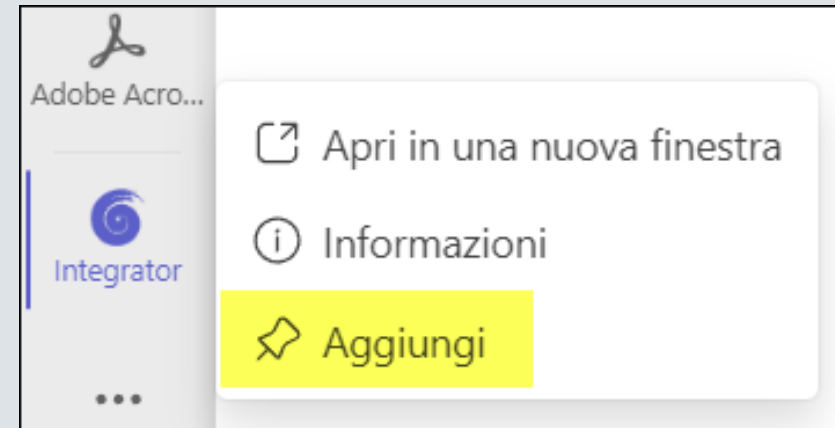 Adobe Acro...
Integrator
Apri in una nuova finestra
Informazioni
Aggiungi